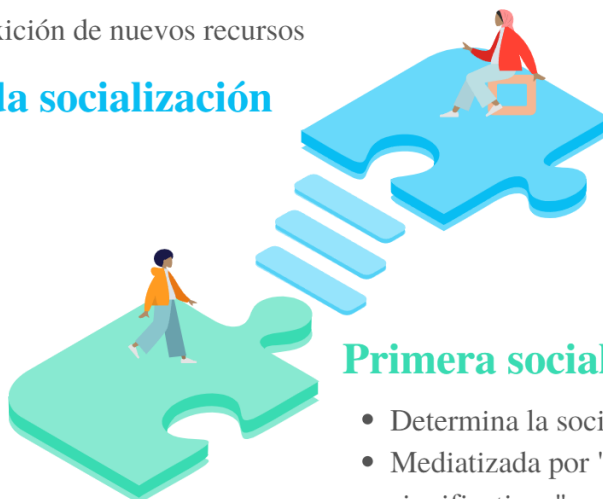 xición de nuevos recursos
la socialización
Primera social
• Determina la soci
• Mediatizada por "